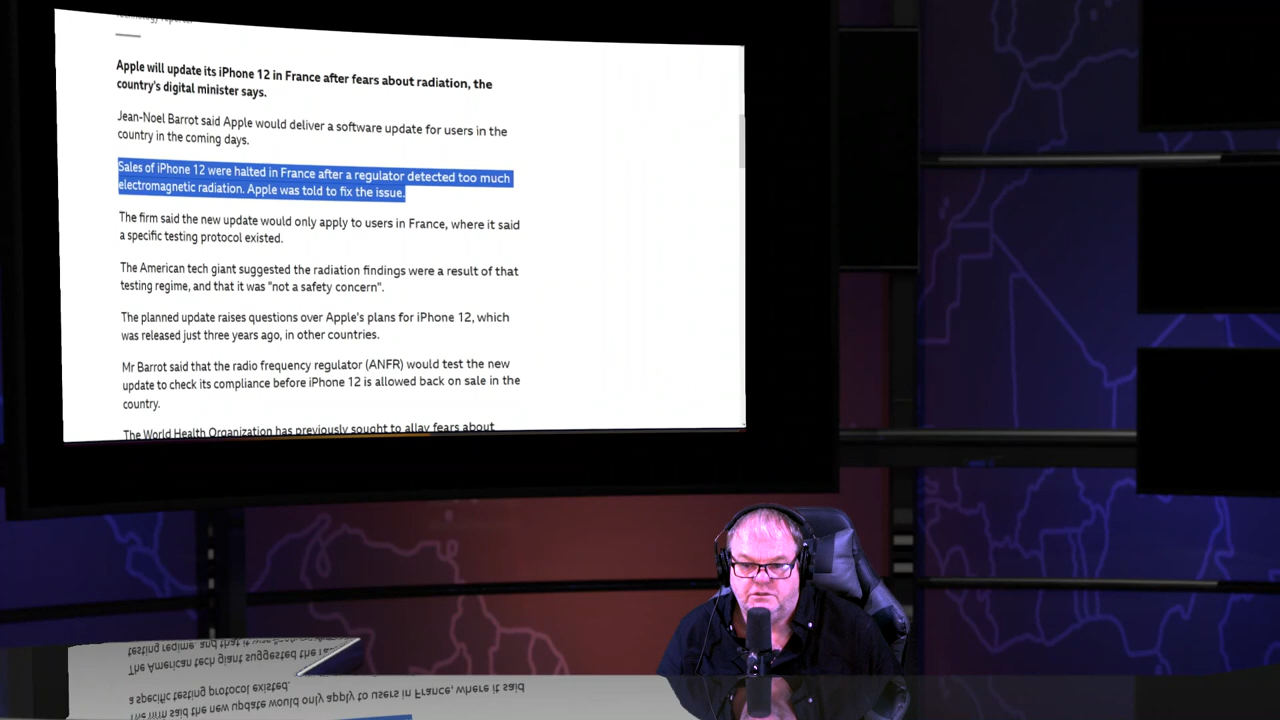 Apple will update its iPhone 12 in France after fears about radiation, the
country's digital minister says.
Jean-Noel Barrot said Apple would deliver a software update for users in the
country in the coming days.
Sales of iPhone 12 were halted in France after a regulator detected too much
electromagnetic radiation. Apple was told to fix the issue.
The firm said the new update would only apply to users in France, where it said
a specific testing protocol existed.
The American tech giant suggested the radiation findings were a result of that
testing regime, and that it was "not a safety concern".
The planned update raises questions over Apple's plans for iPhone 12, which
was released just three years ago, in other countries.
Mr Barrot said that the radio frequency regulator (ANFR) would test the new
update to check its compliance before iPhone 12 is allowed back on sale in the
country.
The World Health Organization has previously sought to allay fears about